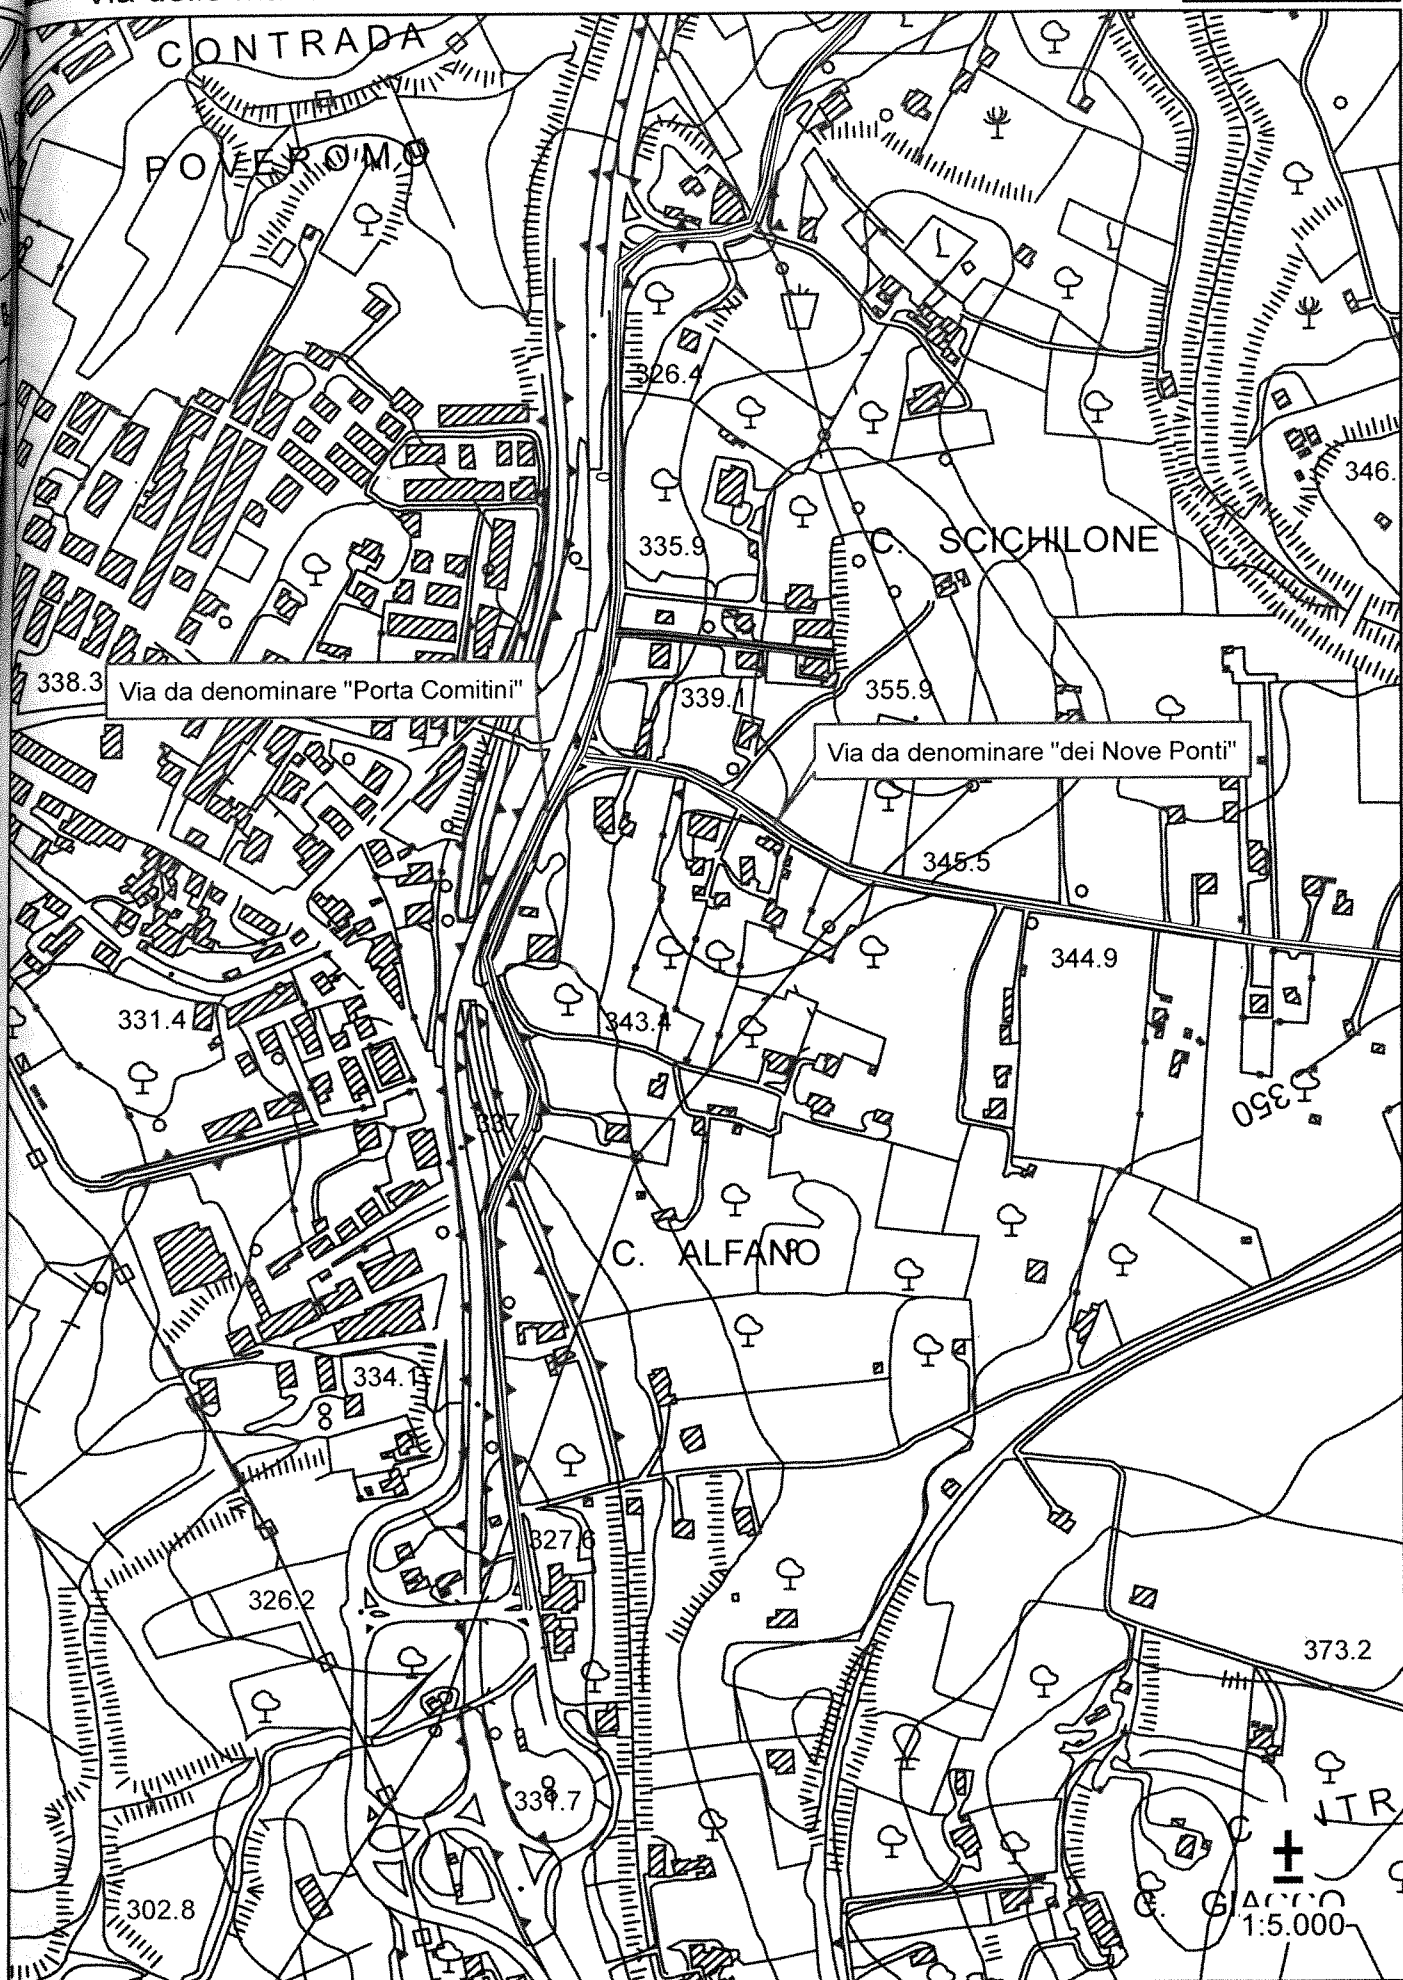 CONTRADA
POVEROMO
326.4
346.
335.9
C. SCICHILONE
338.3
Via da denominare "Porta Comitini"
339.1
355.9
Via da denominare "dei Nove Ponti"
345.5
344.9
331.4
343.4
350
337
C. ALFANO
334.1
327.6
326.2
373.2
331.7
302.8
C. GIACCO
1:5.000